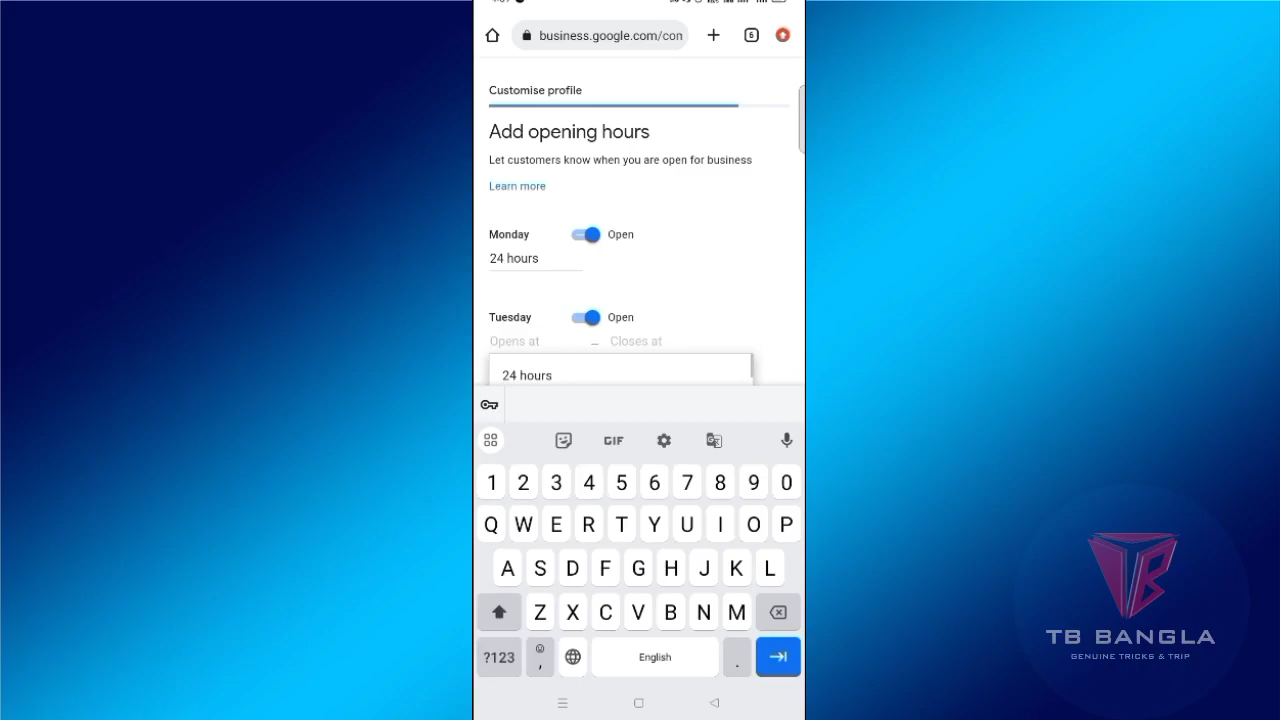 business.google.com/con
6
Customise profile
Add opening hours
Let customers know when you are open for business
Learn more
Monday
Open
24 hours
Tuesday
Open
Opens at
–
Closes at
24 hours
GIF
1 2 3 4 5 6 7 8 9 0
Q W E R T Y U I O P
A S D F G H J K L
Z X C V B N M
?123
,
English
.
TB BANGLA
GENUINE TRICKS & TRIP